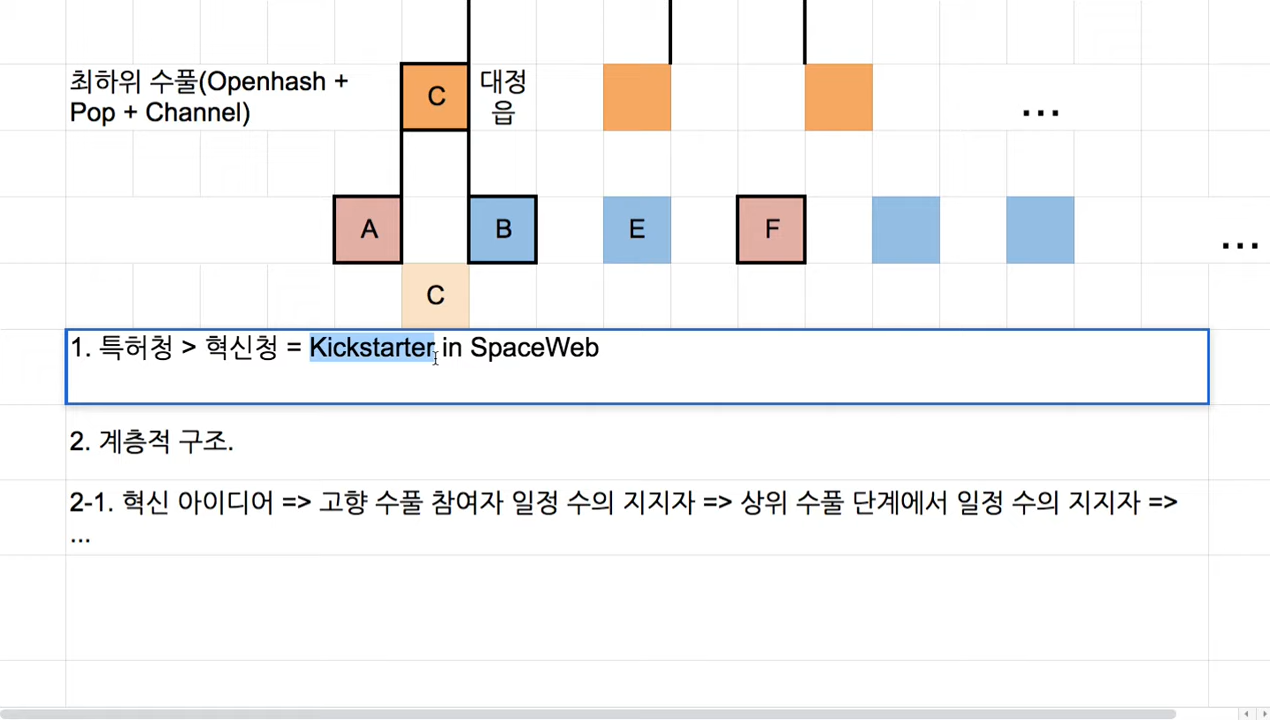 최하위 수풀(Openhash +
Pop + Channel)
C
대정
읍
...
A
B
E
F
...
C
1. 특허청 > 혁신청 = Kickstarter in SpaceWeb
2. 계층적 구조.
2-1. 혁신 아이디어 => 고향 수풀 참여자 일정 수의 지지자 => 상위 수풀 단계에서 일정 수의 지지자 =>
...